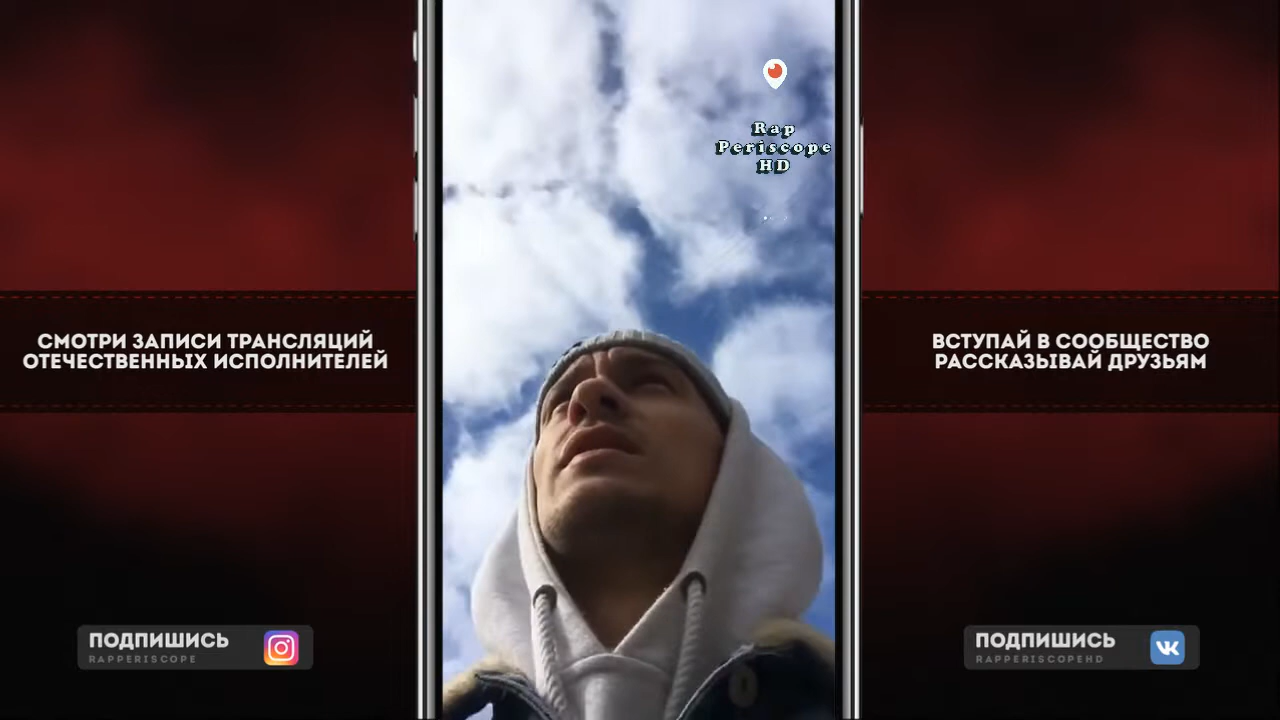 Rap
Periscope
HD
СМОТРИ ЗАПИСИ ТРАНСЛЯЦИЙ
ОТЕЧЕСТВЕННЫХ ИСПОЛНИТЕЛЕЙ
ВСТУПАЙ В СООБЩЕСТВО
РАССКАЗЫВАЙ ДРУЗЬЯМ
ПОДПИШИСЬ
RAPPERISCOPE
ПОДПИШИСЬ
RAPPERISCOPEHD